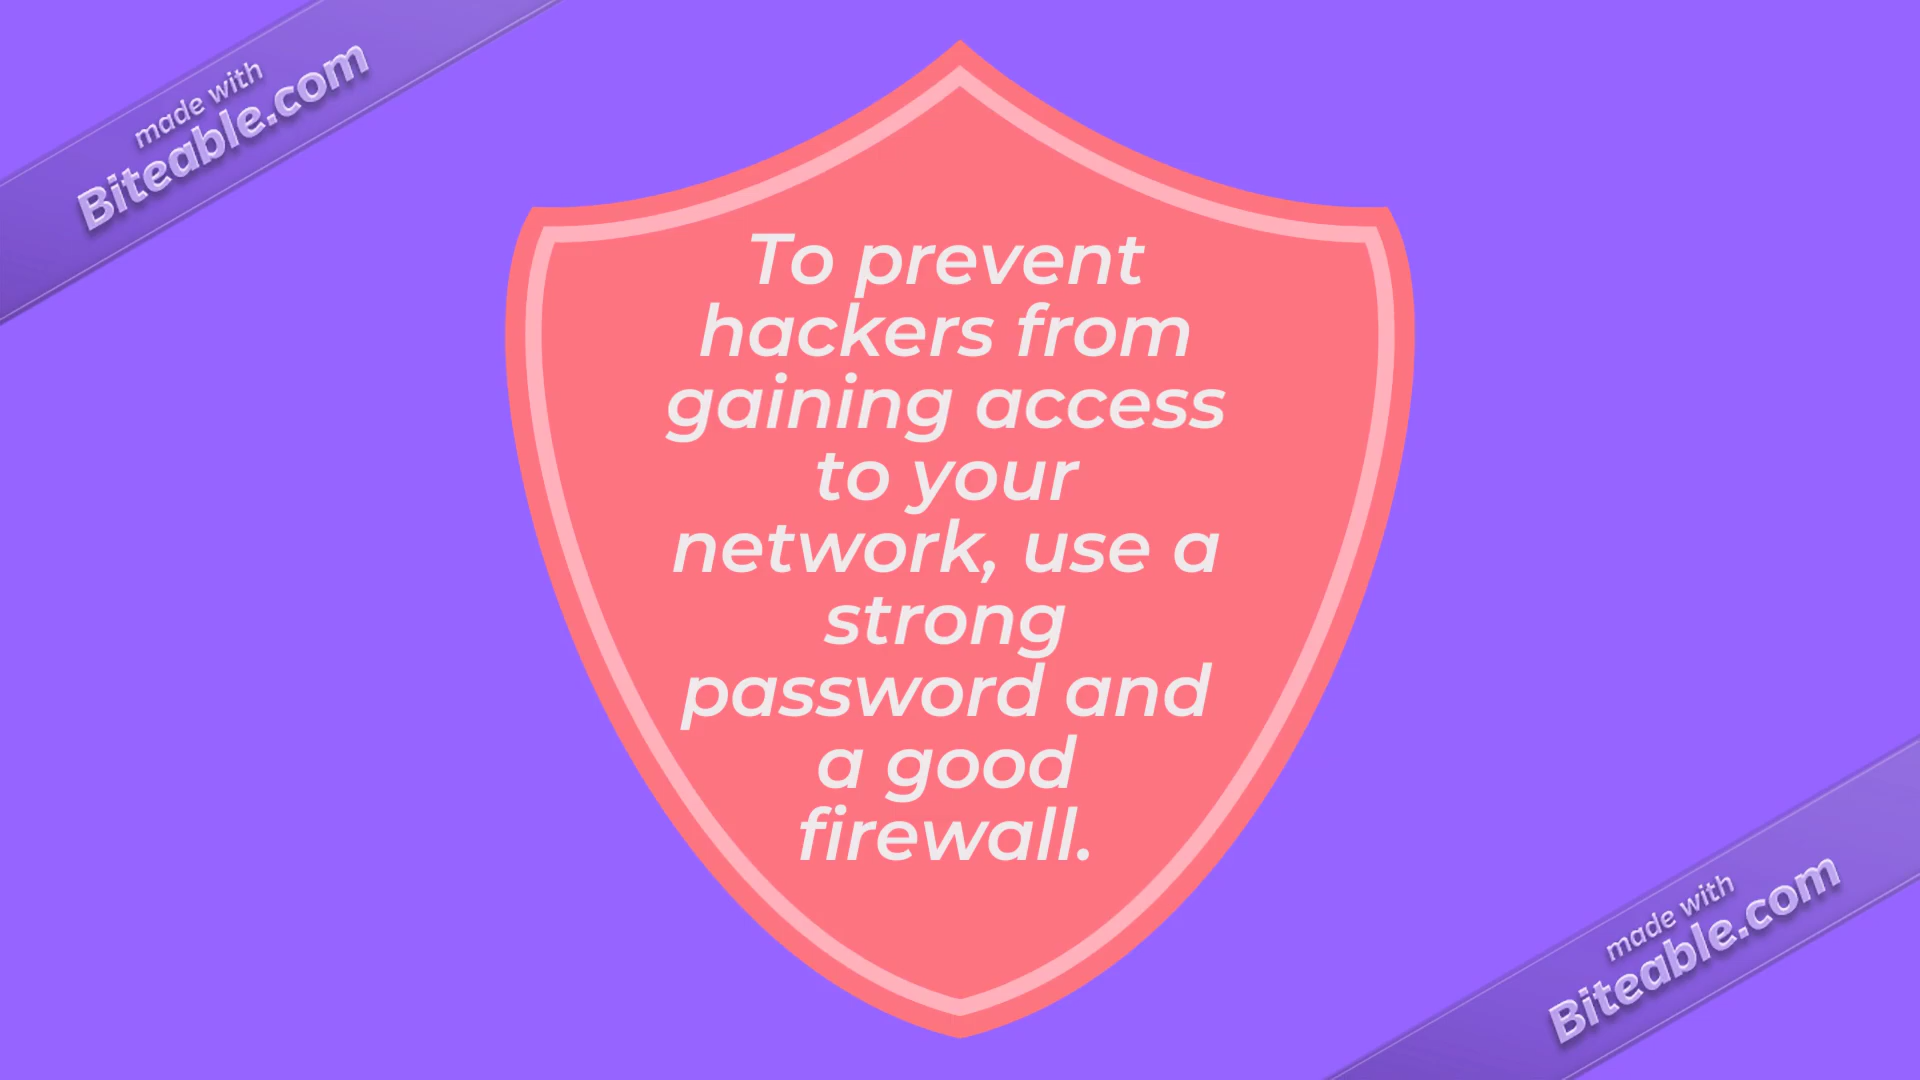 made with
Biteable.com
To prevent
hackers from
gaining access
to your
network, use a
strong
password and
a good
firewall.
made with
Biteable.com